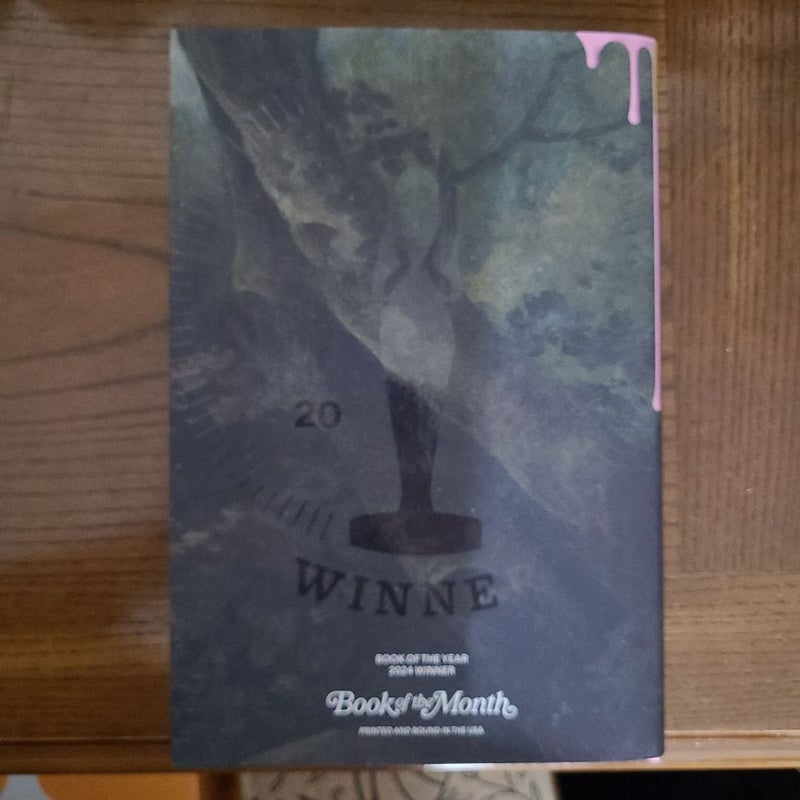 20
WINNE
BOOK OF THE YEAR
2024 WINNER
Book of the Month
PRINTED AND BOUND IN THE USA